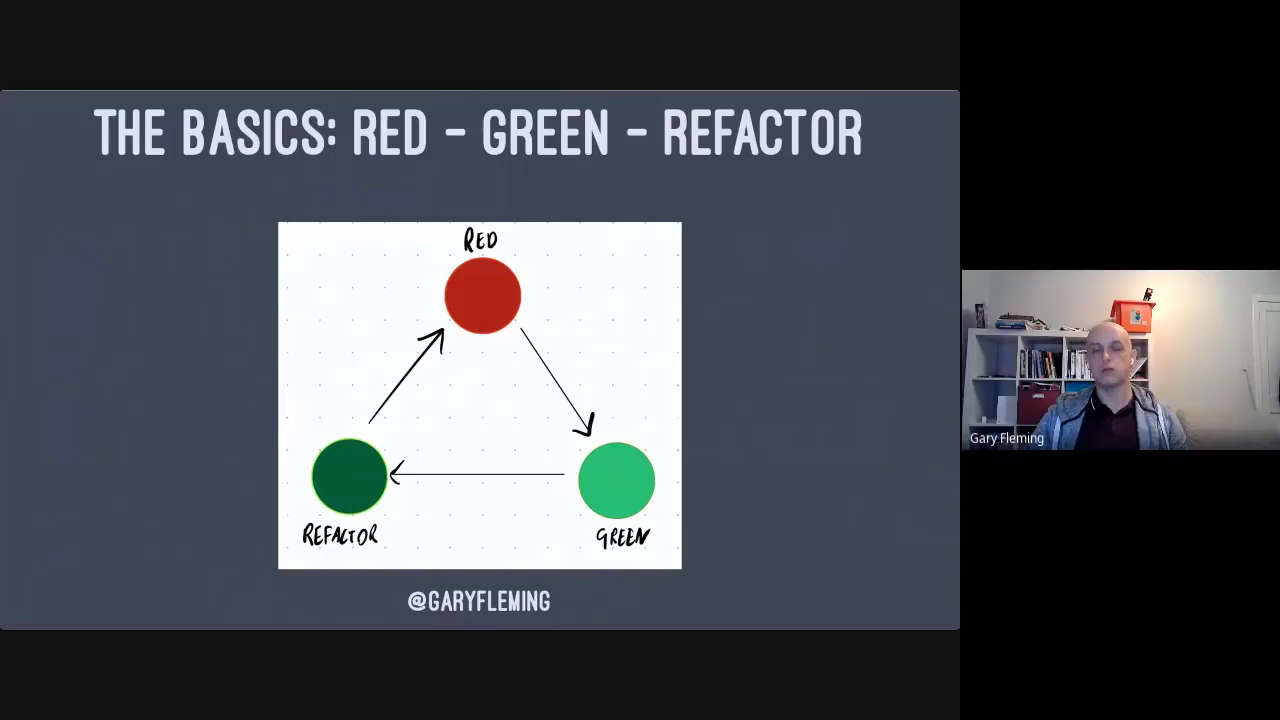 THE BASICS: RED - GREEN - REFACTOR
RED
REFACTOR
GREEN
@GARYFLEMING
Gary Fleming